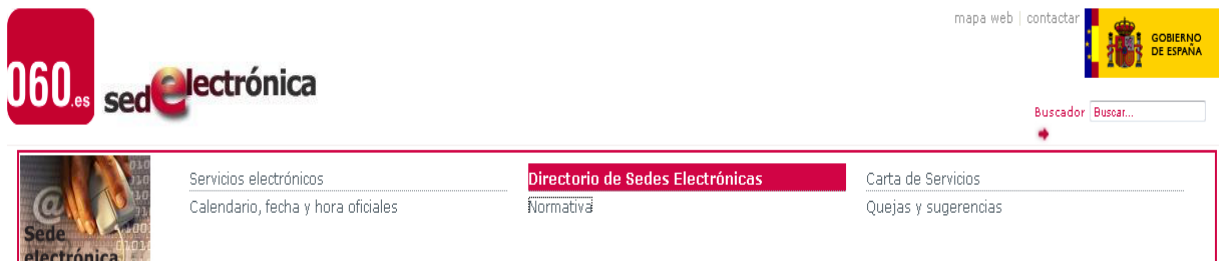 mapa web | contactar
GOBIERNO
DE ESPAÑA
060.es
sedelectrónica
Buscador Buscar...
Servicios electrónicos
Directorio de Sedes Electrónicas
Carta de Servicios
Calendario, fecha y hora oficiales
Normativa
Quejas y sugerencias
@
Sede
electrónica